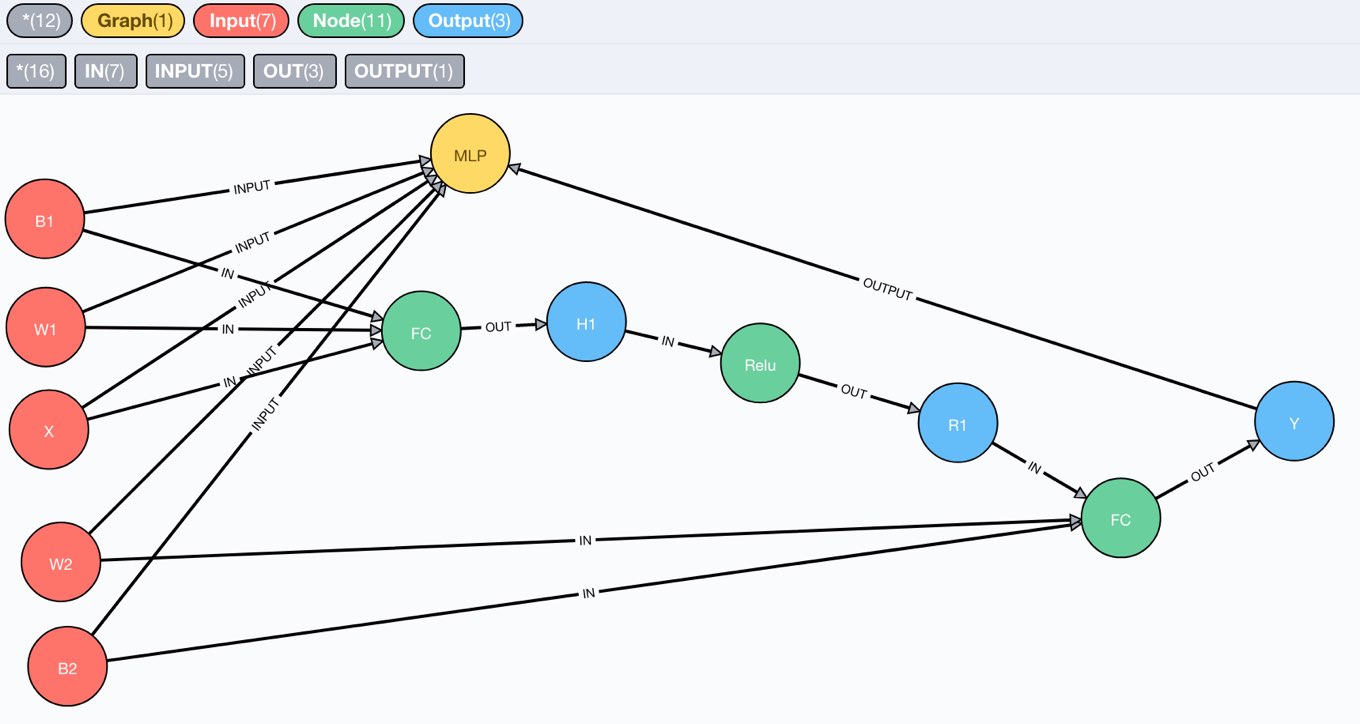 *(12) Graph(1) Input(7) Node(11) Output(3)
*(16) IN(7) INPUT(5) OUT(3) OUTPUT(1)
MLP
INPUT
B1
INPUT
IN
OUTPUT
INPUT
W1
IN
FC
OUT
H1
IN
Relu
INPUT
IN
OUT
X
INPUT
R1
Y
IN
OUT
W2
IN
FC
IN
B2